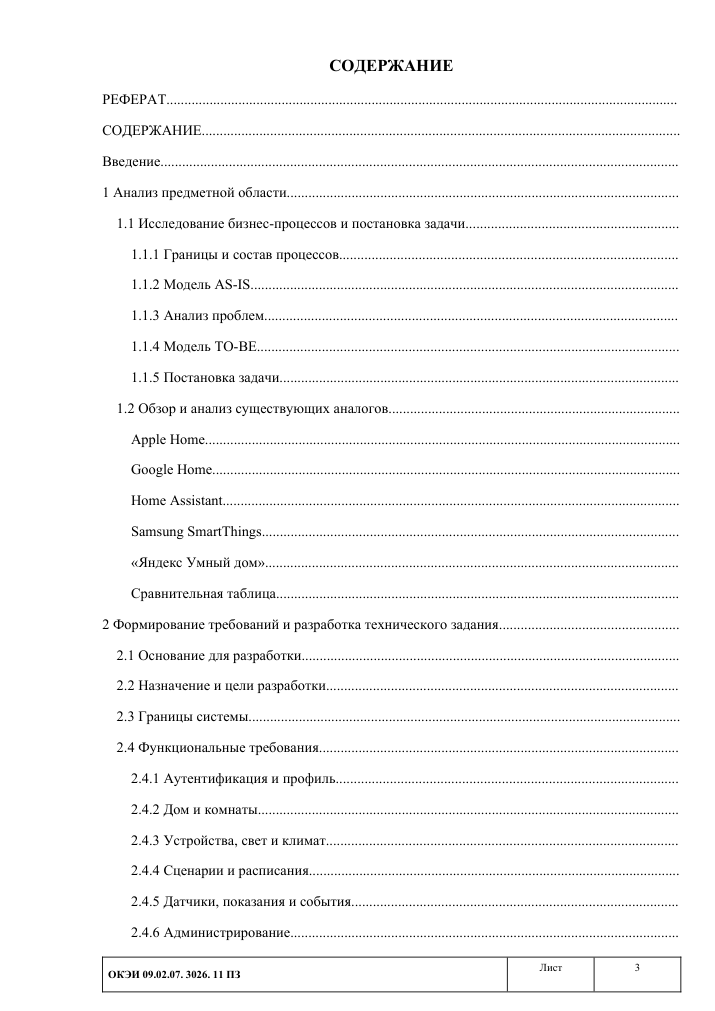 СОДЕРЖАНИЕ
РЕФЕРАТ
СОДЕРЖАНИЕ
Введение
1 Анализ предметной области
1.1 Исследование бизнес-процессов и постановка задачи
1.1.1 Границы и состав процессов
1.1.2 Модель AS-IS
1.1.3 Анализ проблем
1.1.4 Модель TO-BE
1.1.5 Постановка задачи
1.2 Обзор и анализ существующих аналогов
Apple Home
Google Home
Home Assistant
Samsung SmartThings
«Яндекс Умный дом»
Сравнительная таблица
2 Формирование требований и разработка технического задания
2.1 Основание для разработки
2.2 Назначение и цели разработки
2.3 Границы системы
2.4 Функциональные требования
2.4.1 Аутентификация и профиль
2.4.2 Дом и комнаты
2.4.3 Устройства, свет и климат
2.4.4 Сценарии и расписания
2.4.5 Датчики, показания и события
2.4.6 Администрирование
ОКЭИ 09.02.07. 3026. 11 ПЗ Лист 3